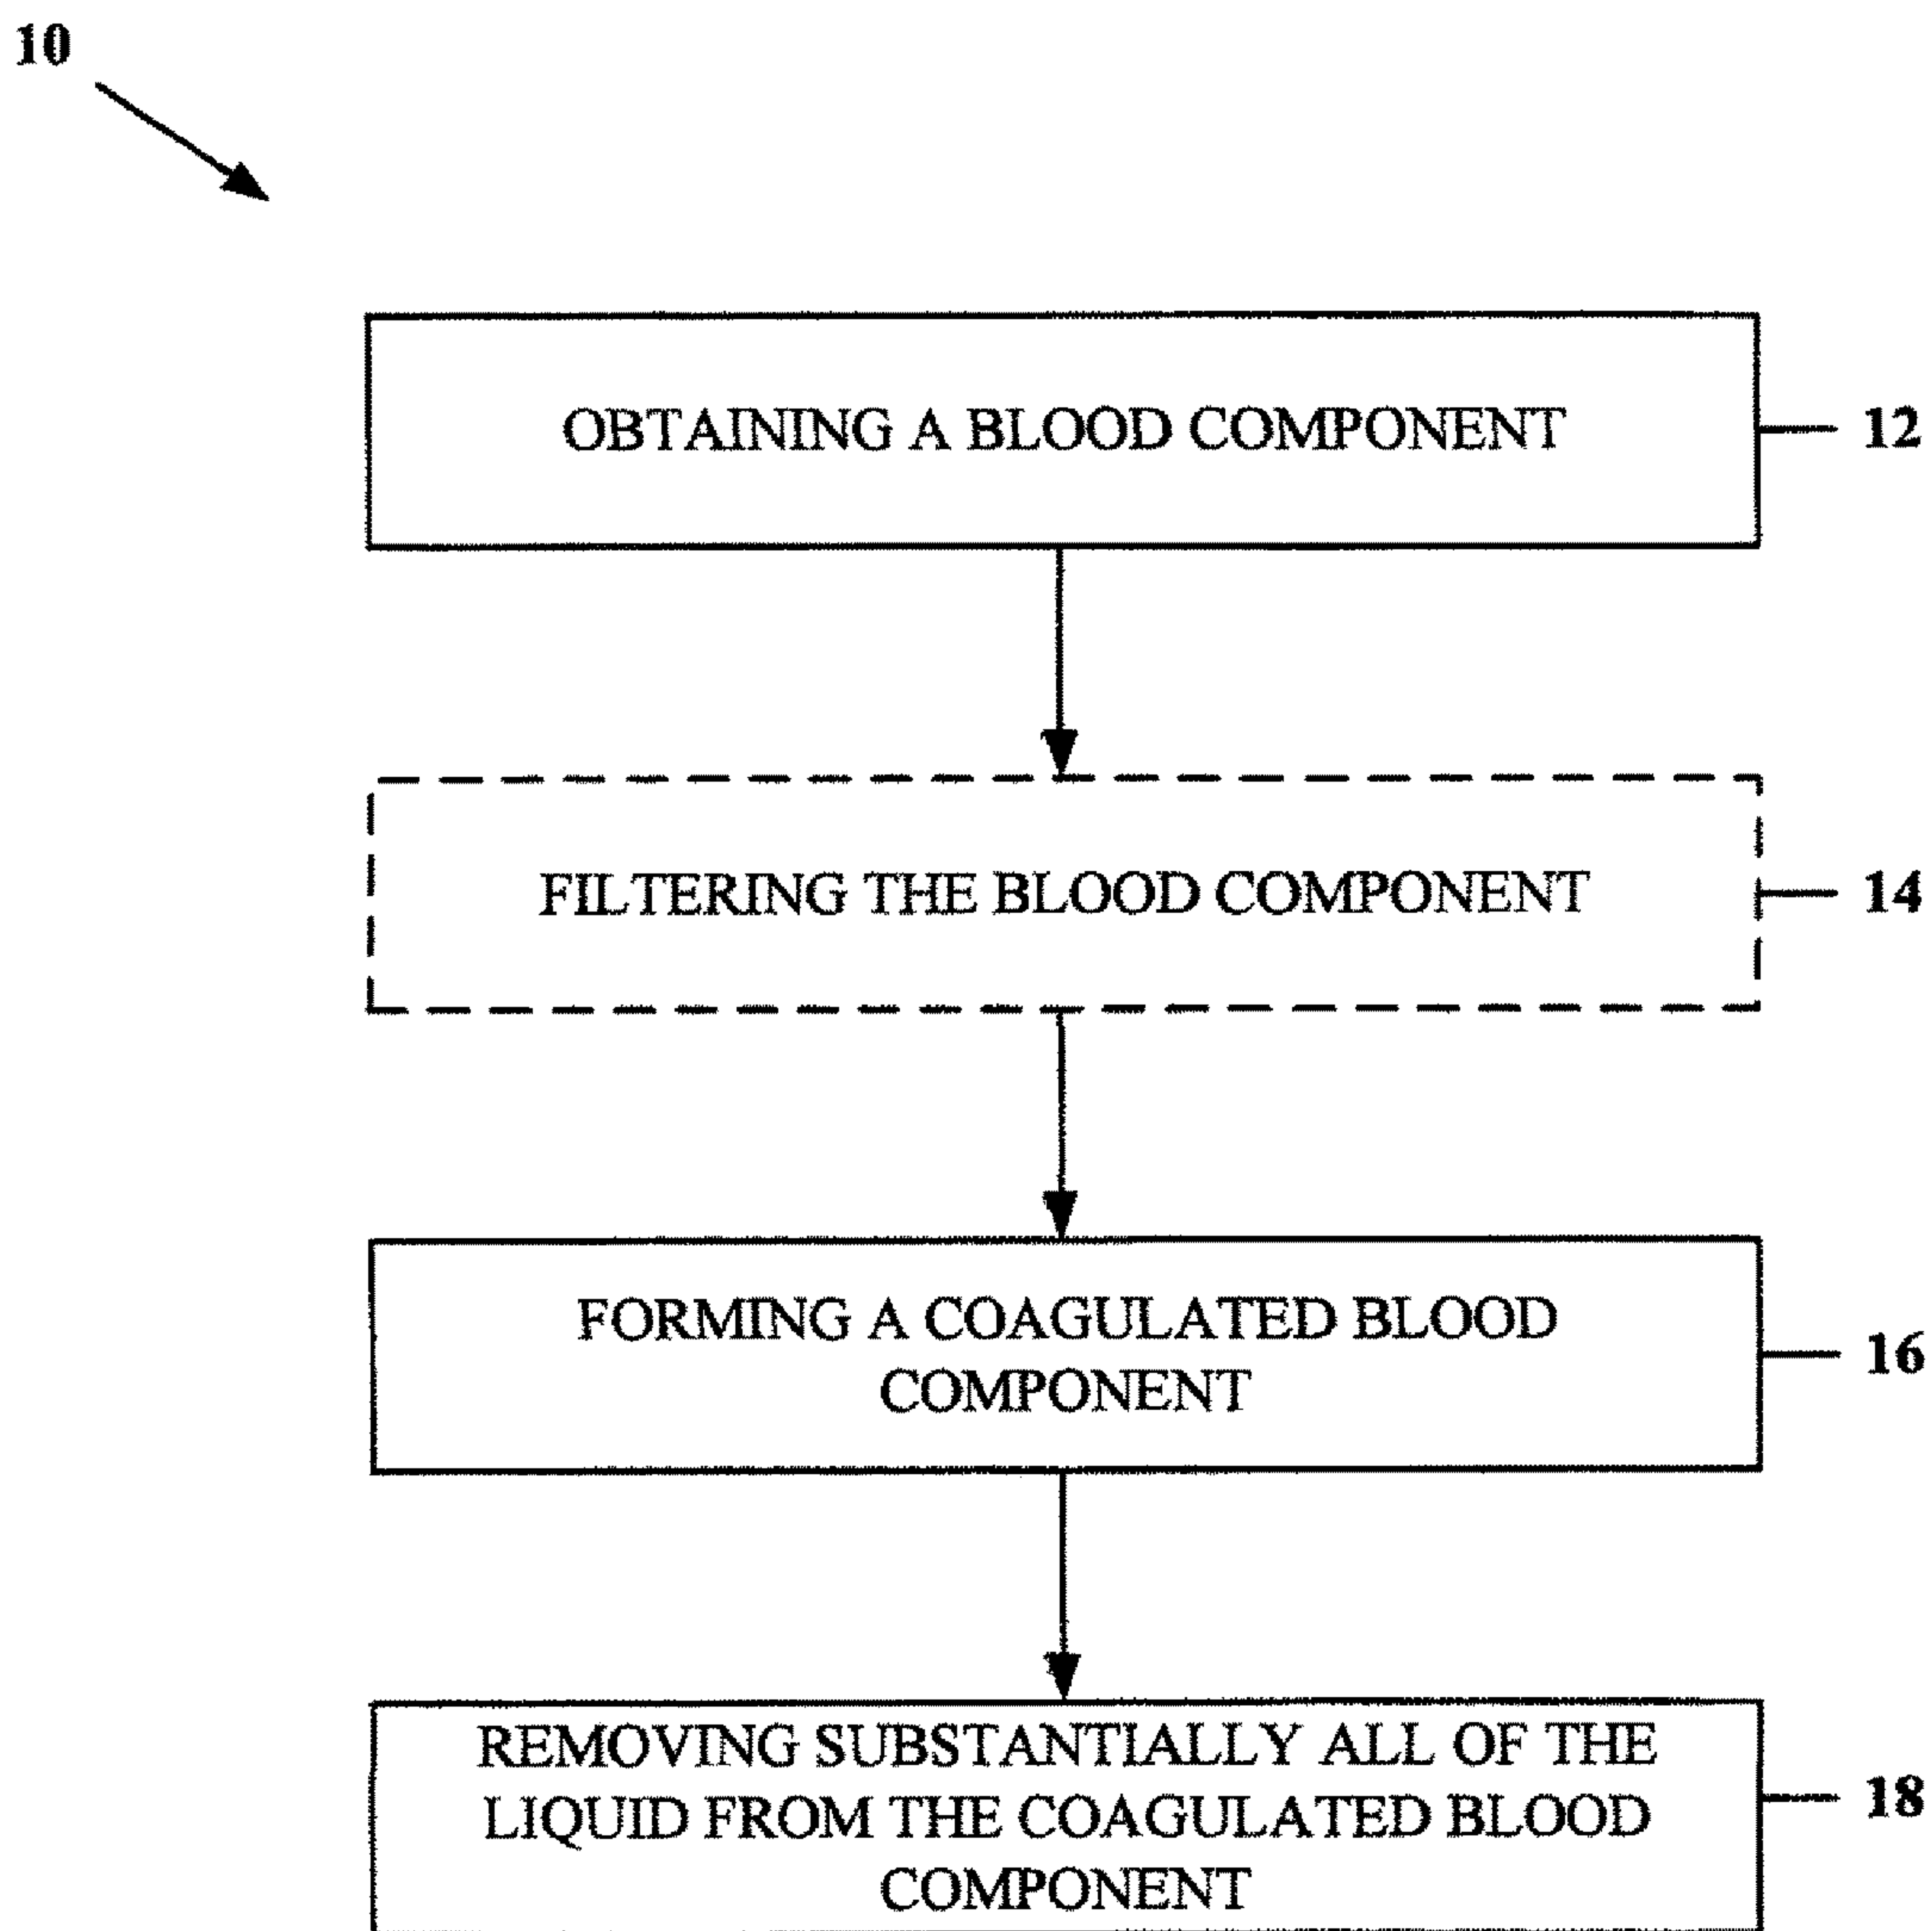 10
OBTAINING A BLOOD COMPONENT
12
FILTERING THE BLOOD COMPONENT
14
FORMING A COAGULATED BLOOD
COMPONENT
16
REMOVING SUBSTANTIALLY ALL OF THE
LIQUID FROM THE COAGULATED BLOOD
COMPONENT
18